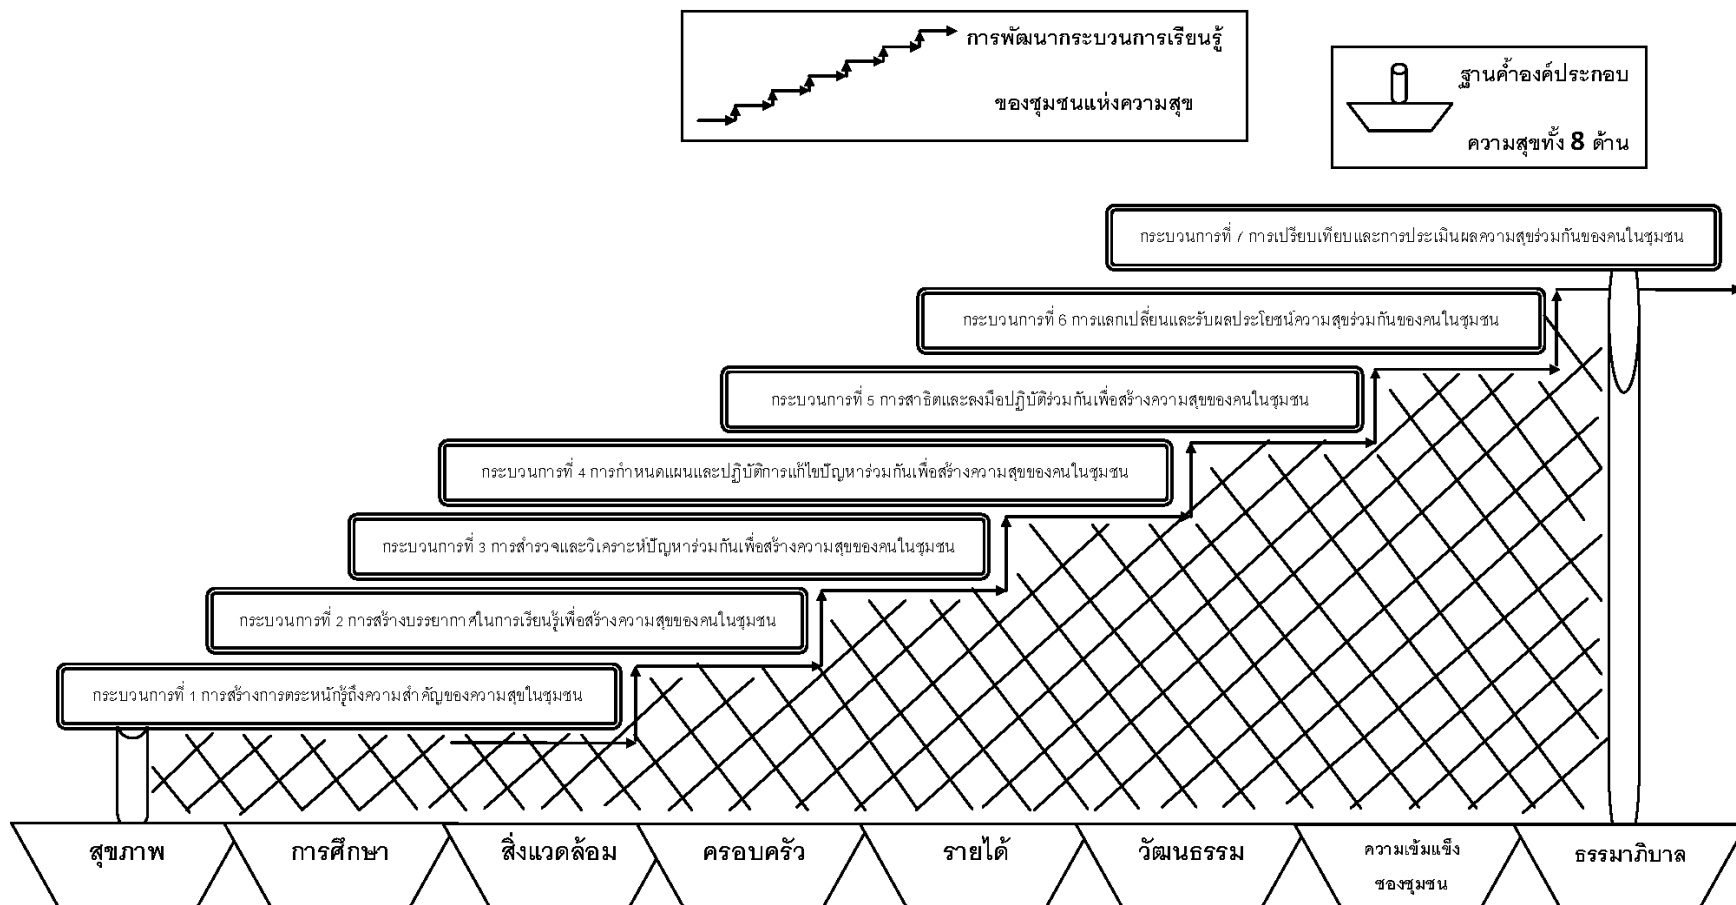 การพัฒนากระบวนการเรียนรู้
ของชุมชนแห่งความสุข
ฐานค้ำองค์ประกอบ
ความสุขทั้ง 8 ด้าน
กระบวนการที่ 7 การเปรียบเทียบและการประเมินผลความสุขร่วมกันของคนในชุมชน
กระบวนการที่ 6 การแลกเปลี่ยนและรับผลประโยชน์ความสุขร่วมกันของคนในชุมชน
กระบวนการที่ 5 การสาธิตและลงมือปฏิบัติร่วมกันเพื่อสร้างความสุขของคนในชุมชน
กระบวนการที่ 4 การกำหนดแผนและปฏิบัติการแก้ไขปัญหาร่วมกันเพื่อสร้างความสุขของคนในชุมชน
กระบวนการที่ 3 การสำรวจและวิเคราะห์ปัญหาร่วมกันเพื่อสร้างความสุขของคนในชุมชน
กระบวนการที่ 2 การสร้างบรรยากาศในการเรียนรู้เพื่อสร้างความสุขของคนในชุมชน
กระบวนการที่ 1 การสร้างการตระหนักรู้ถึงความสำคัญของความสุขในชุมชน
สุขภาพ
การศึกษา
สิ่งแวดล้อม
ครอบครัว
รายได้
วัฒนธรรม
ความเข้มแข็ง
ของชุมชน
ธรรมาภิบาล